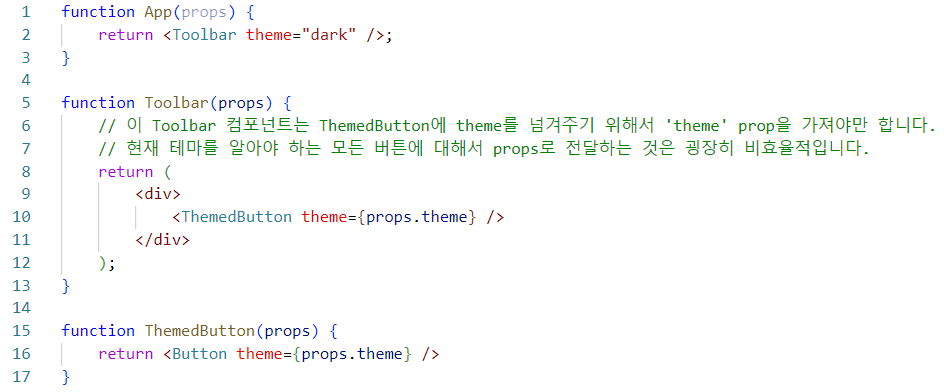 1 function App(props) {
2     return <Toolbar theme="dark" />;
3 }
4
5 function Toolbar(props) {
6     // 이 Toolbar 컴포넌트는 ThemedButton에 theme를 넘겨주기 위해서 'theme' prop을 가져야만 합니다.
7     // 현재 테마를 알아야 하는 모든 버튼에 대해서 props로 전달하는 것은 굉장히 비효율적입니다.
8     return (
9         <div>
10             <ThemedButton theme={props.theme} />
11         </div>
12     );
13 }
14
15 function ThemedButton(props) {
16     return <Button theme={props.theme} />
17 }